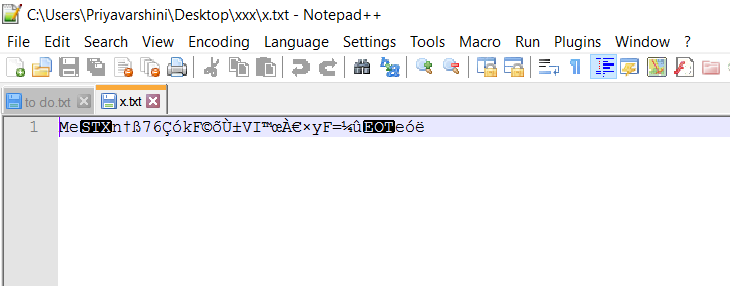 C:\Users\Priyavarshini\Desktop\xxx\x.txt - Notepad++
File Edit Search View Encoding Language Settings Tools Macro Run Plugins Window ?
to do.txt x.txt
1 MeSTXn†ß76ÇókF©õÙ±VI™œÀ€×yF=¼ûEOTeóë